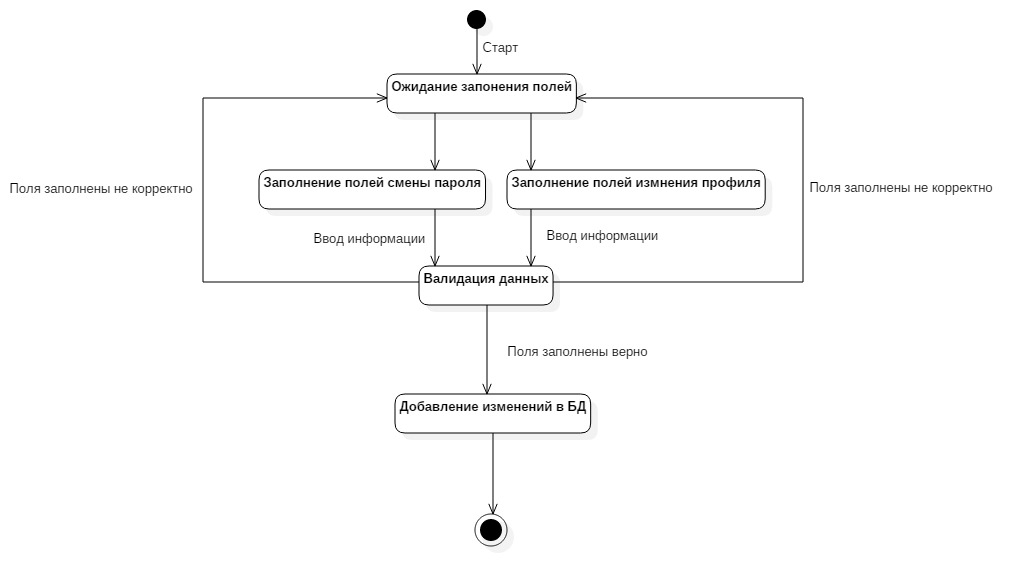 Старт
Ожидание запонения полей
Заполнение полей смены пароля
Заполнение полей измнения профиля
Поля заполнены не корректно
Поля заполнены не корректно
Ввод информации
Ввод информации
Валидация данных
Поля заполнены верно
Добавление изменений в БД